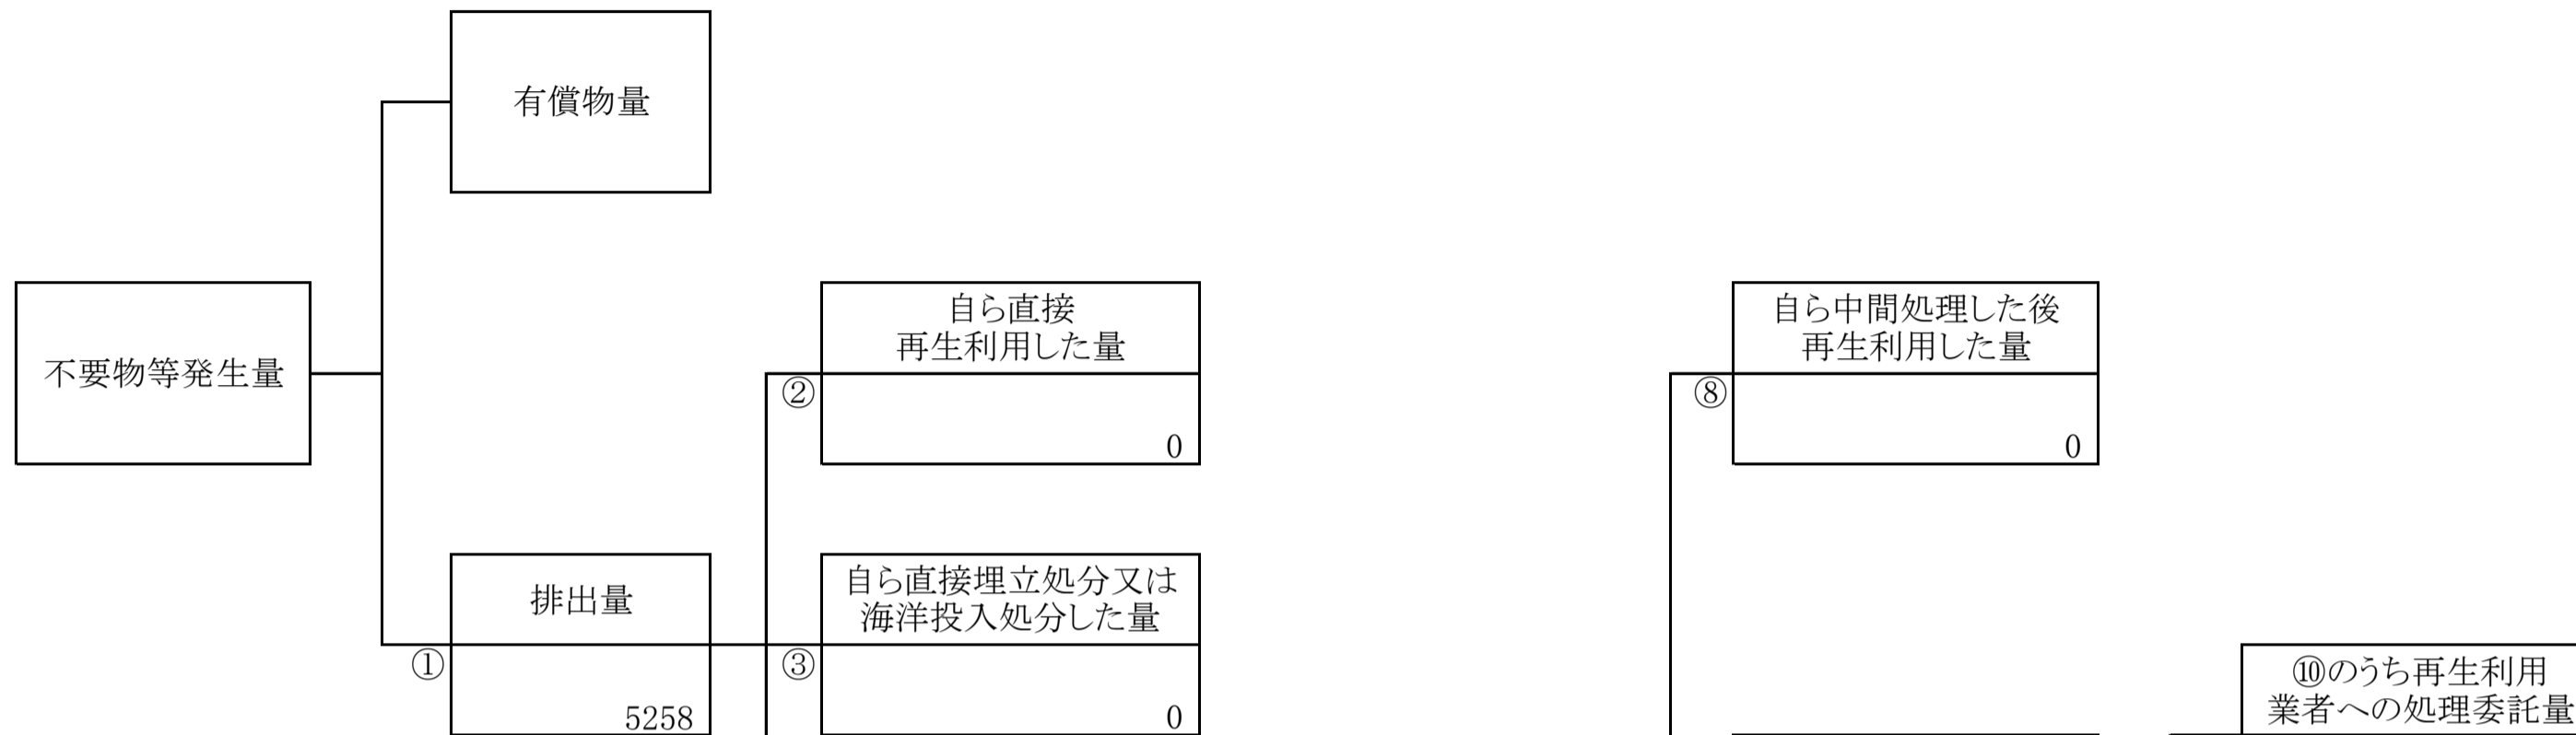 有償物量
不要物等発生量
自ら直接
再生利用した量
②
0
自ら中間処理した後
再生利用した量
⑧
0
排出量
①
5258
自ら直接埋立処分又は
海洋投入処分した量
③
0
⑩のうち再生利用
業者への処理委託量